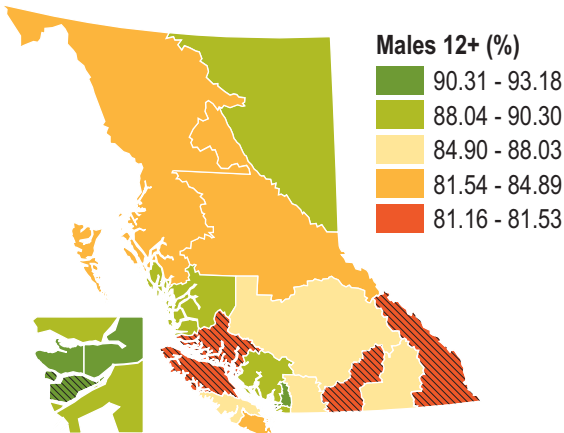 Males 12+ (%)
90.31 - 93.18
88.04 - 90.30
84.90 - 88.03
81.54 - 84.89
81.16 - 81.53